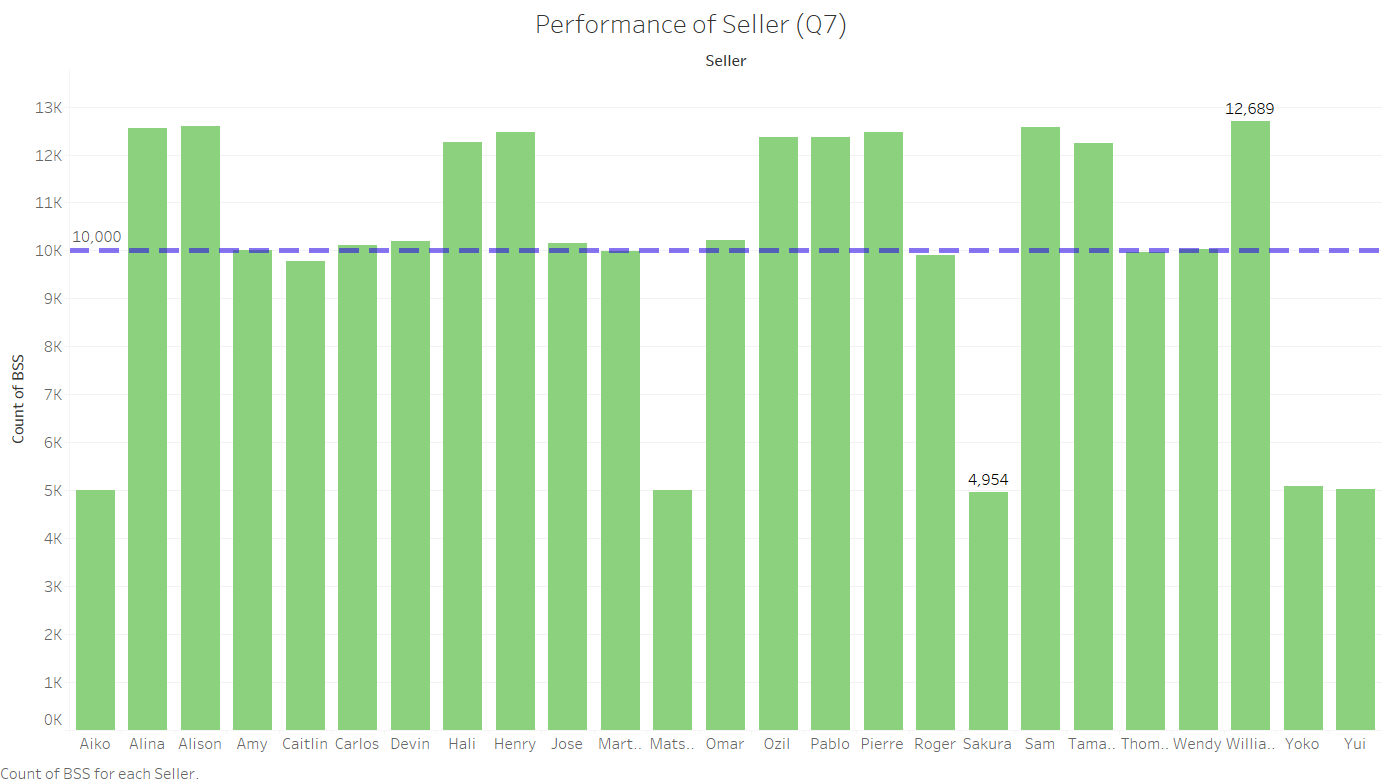 Performance of Seller (Q7)
Seller
Count of BSS
13K
12K
11K
10K
9K
8K
7K
6K
5K
4K
3K
2K
1K
0K
10,000
12,689
4,954
Aiko Alina Alison Amy Caitlin Carlos Devin Hali Henry Jose Mart.. Mats.. Omar Ozil Pablo Pierre Roger Sakura Sam Tama.. Thom.. Wendy Willia.. Yoko Yui
Count of BSS for each Seller.